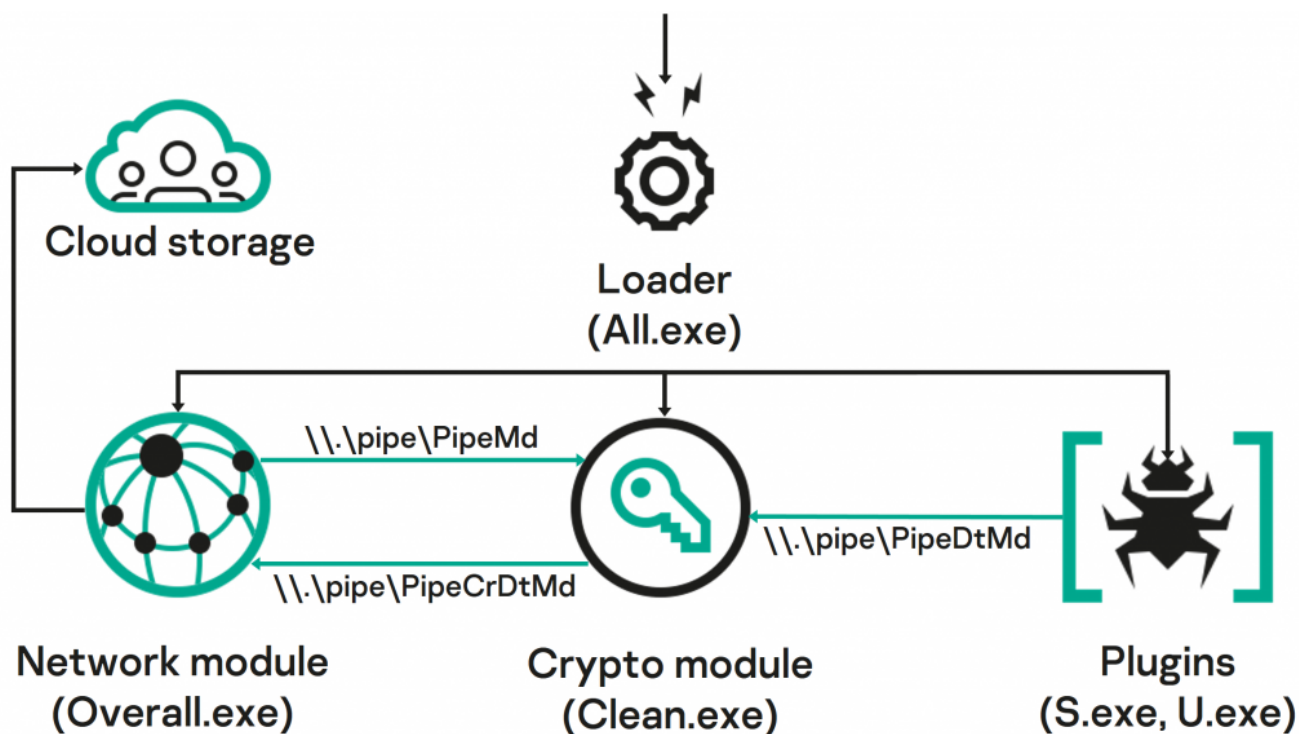 Cloud storage
Loader
(All.exe)
\\.\pipe\PipeMd
\\.\pipe\PipeDtMd
\\.\pipe\PipeCrDtMd
Network module
(Overall.exe)
Crypto module
(Clean.exe)
Plugins
(S.exe, U.exe)